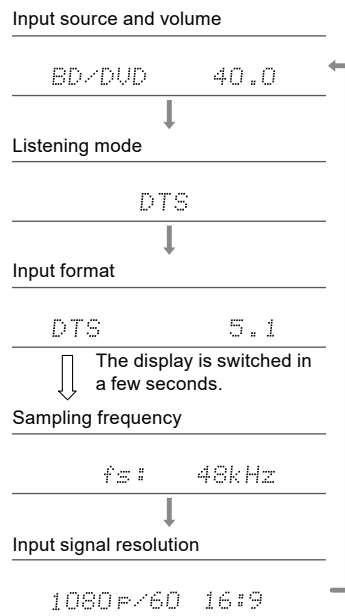 Input source and volume
BD/DVD 40.0
Listening mode
DTS
Input format
DTS 5.1
The display is switched in
a few seconds.
Sampling frequency
fs: 48kHz
Input signal resolution
1080p/60 16:9